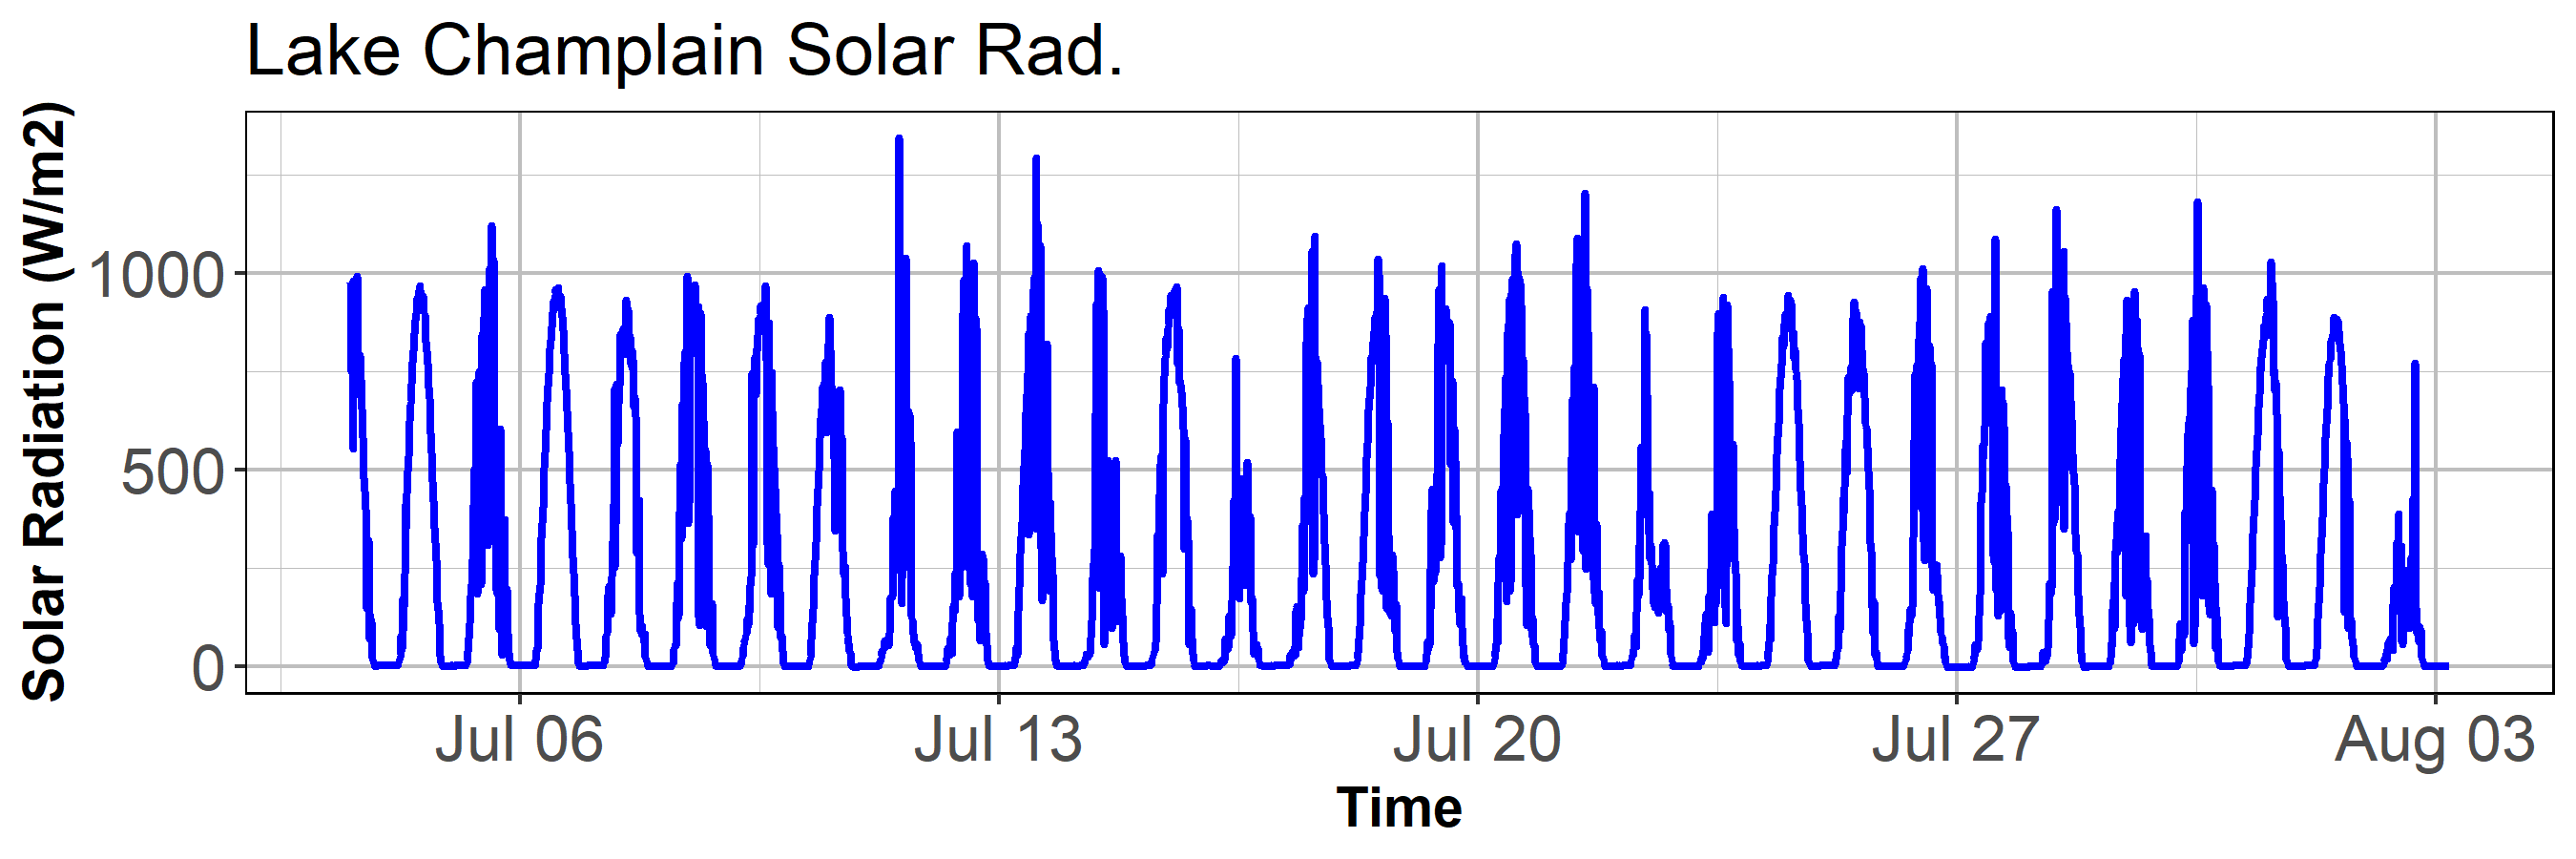 Lake Champlain Solar Rad.
Solar Radiation (W/m2)
1000
500
0
Jul 06 Jul 13 Jul 20 Jul 27 Aug 03
Time